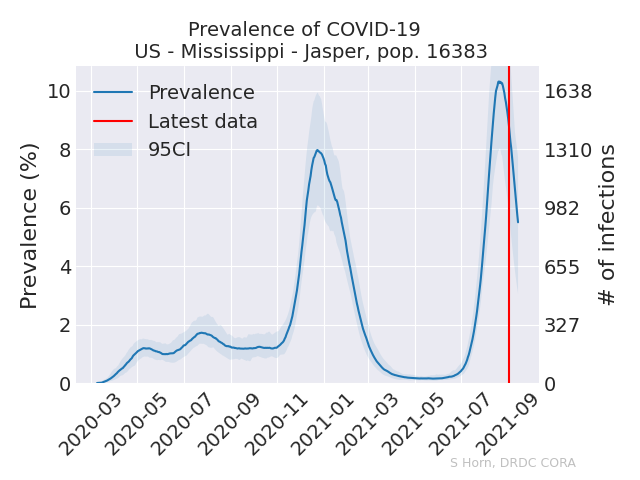 Prevalence of COVID-19
US - Mississippi - Jasper, pop. 16383
Prevalence
Latest data
95CI
Prevalence (%)
10
8
6
4
2
0
1638
1310
982
655
327
0
# of infections
2020-03
2020-05
2020-07
2020-09
2020-11
2021-01
2021-03
2021-05
2021-07
2021-09
S Horn, DRDC CORA